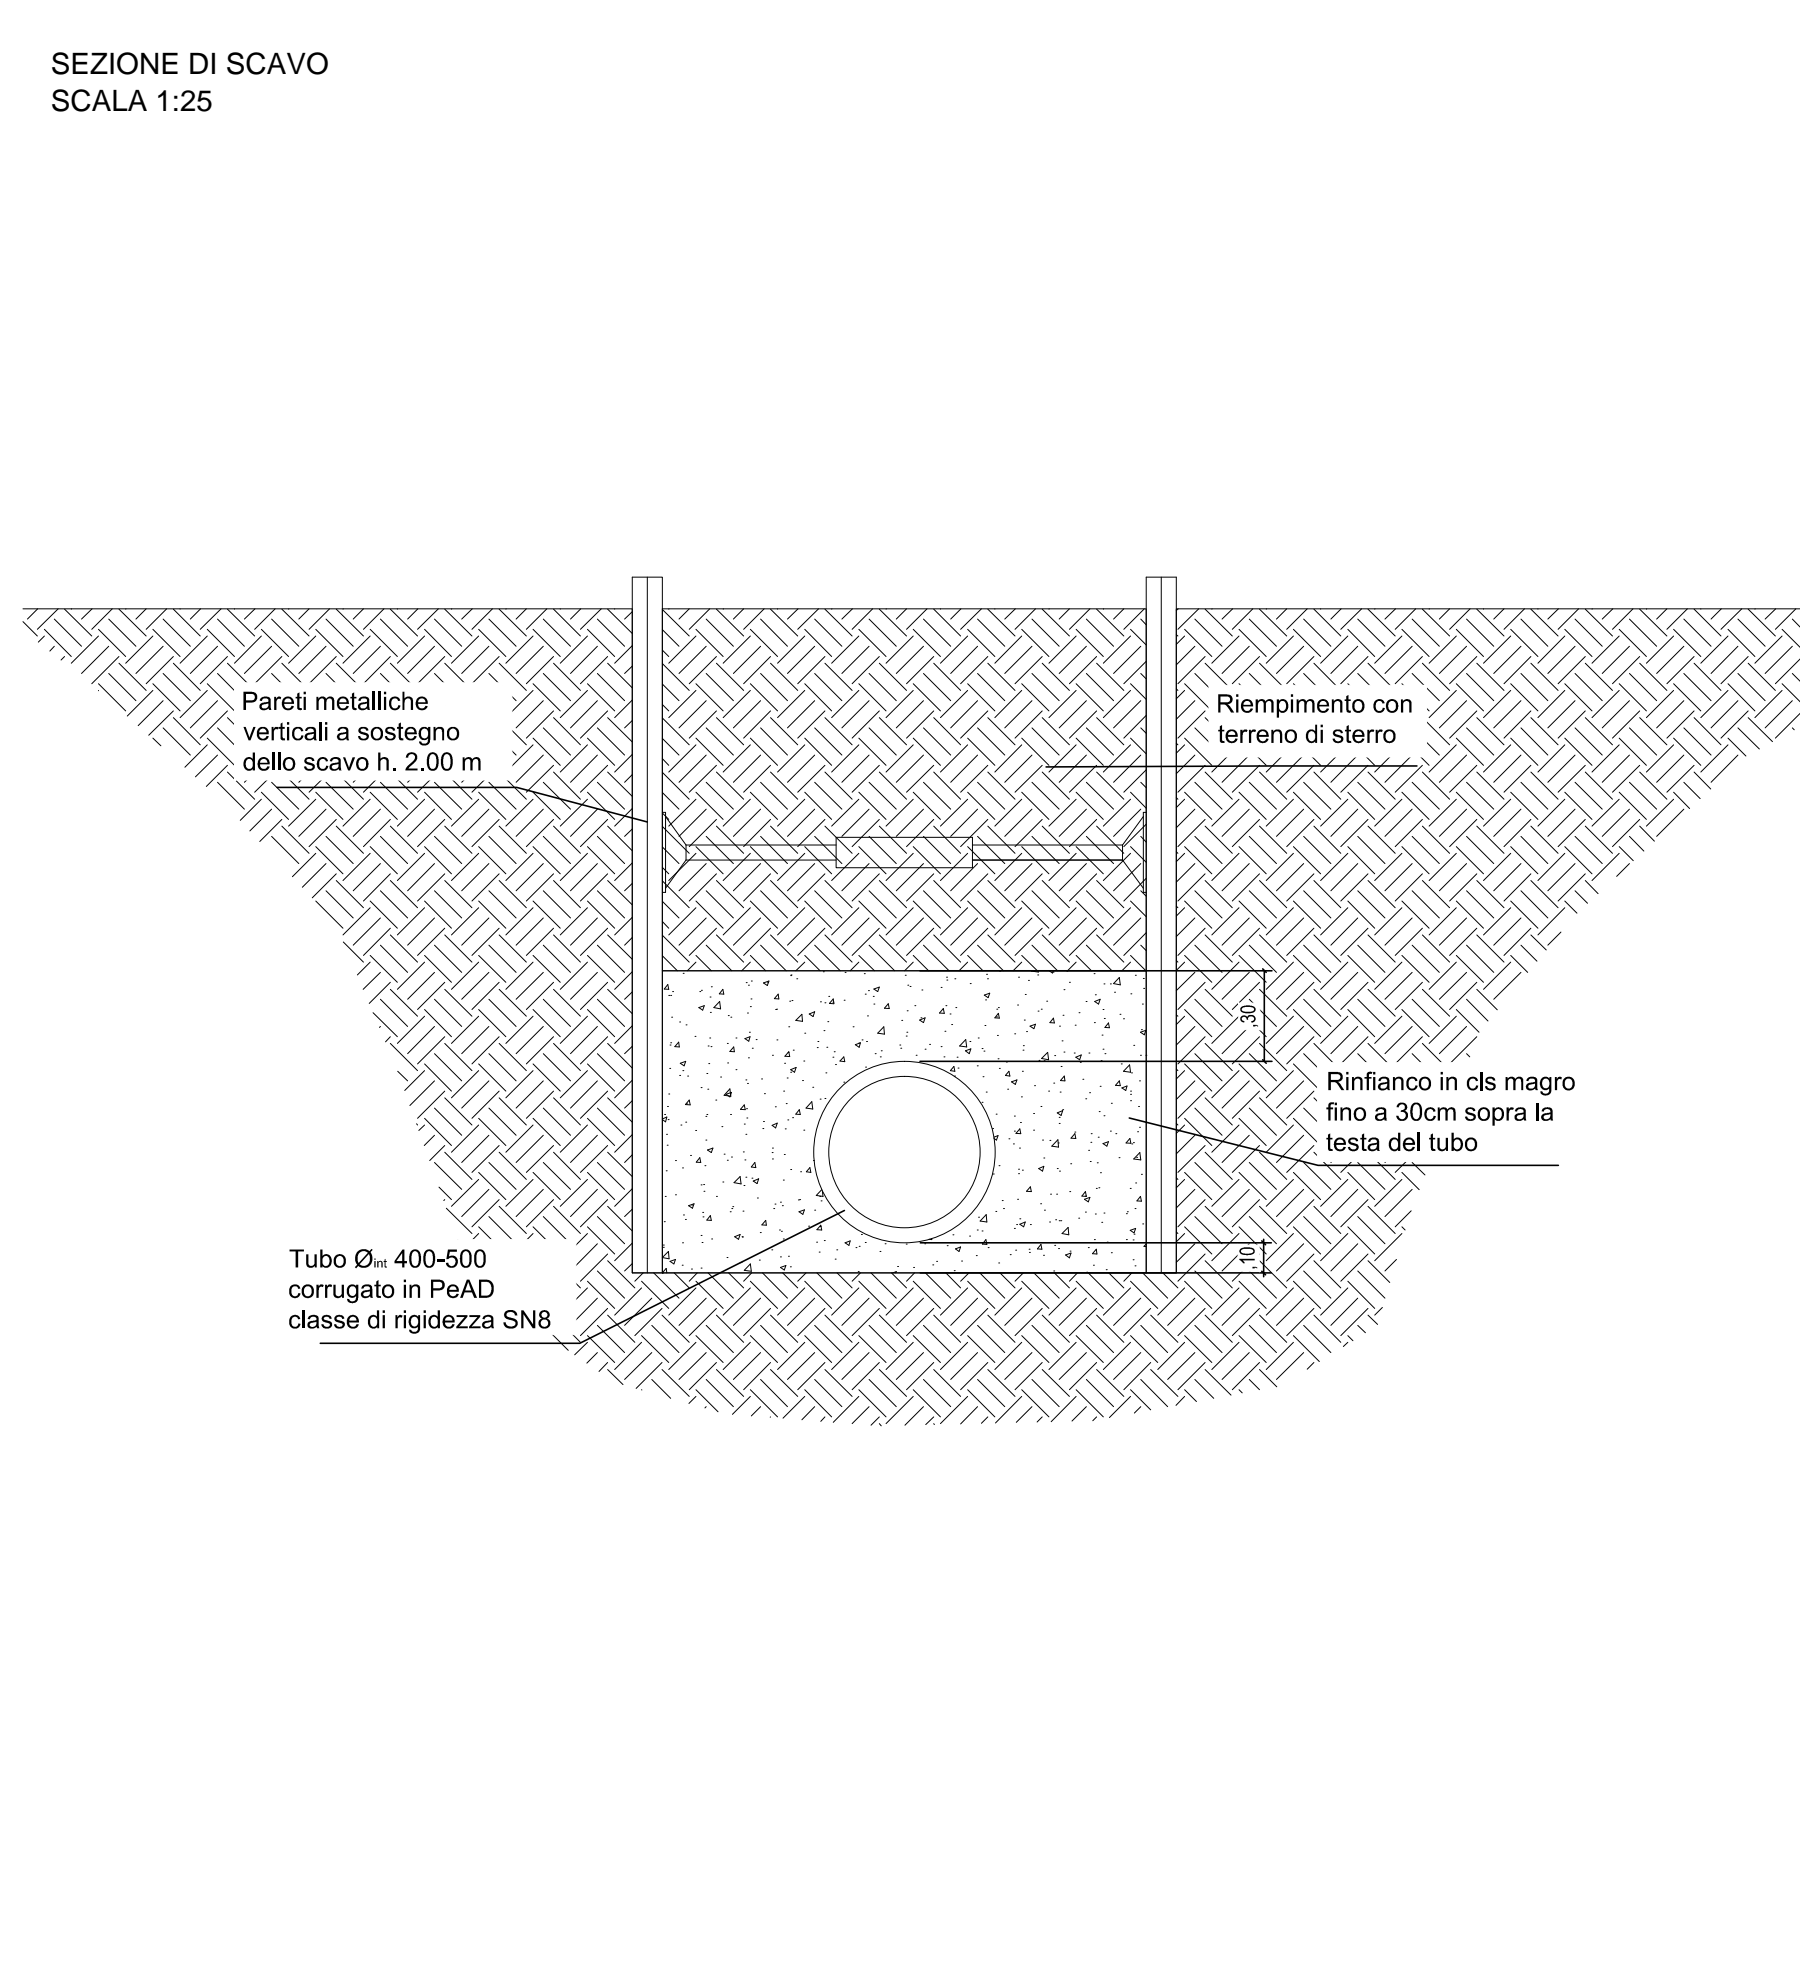 SEZIONE DI SCAVO
SCALA 1:25
Pareti metalliche
verticali a sostegno
dello scavo h. 2.00 m
Riempimento con
terreno di sterro
,30
Rinfianco in cls magro
fino a 30cm sopra la
testa del tubo
,10
Tubo Øint 400-500
corrugato in PeAD
classe di rigidezza SN8